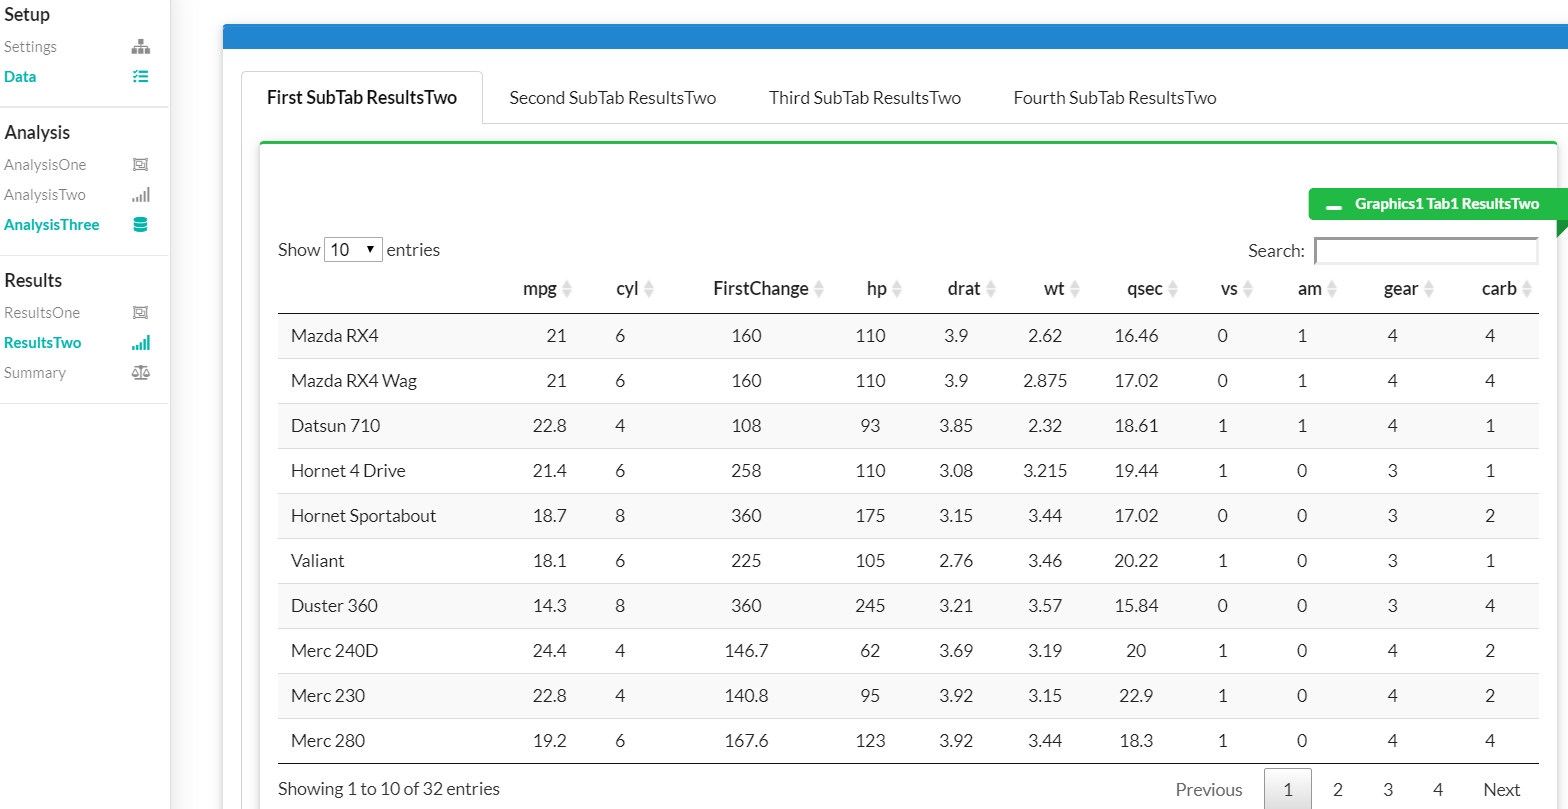 Setup
Settings
Data
Analysis
AnalysisOne
AnalysisTwo
AnalysisThree
Results
ResultsOne
ResultsTwo
Summary
First SubTab ResultsTwo Second SubTab ResultsTwo Third SubTab ResultsTwo Fourth SubTab ResultsTwo
Graphics1 Tab1 ResultsTwo
Show 10 entries Search:
mpg cyl FirstChange hp drat wt qsec vs am gear carb
Mazda RX4 21 6 160 110 3.9 2.62 16.46 0 1 4 4
Mazda RX4 Wag 21 6 160 110 3.9 2.875 17.02 0 1 4 4
Datsun 710 22.8 4 108 93 3.85 2.32 18.61 1 1 4 1
Hornet 4 Drive 21.4 6 258 110 3.08 3.215 19.44 1 0 3 1
Hornet Sportabout 18.7 8 360 175 3.15 3.44 17.02 0 0 3 2
Valiant 18.1 6 225 105 2.76 3.46 20.22 1 0 3 1
Duster 360 14.3 8 360 245 3.21 3.57 15.84 0 0 3 4
Merc 240D 24.4 4 146.7 62 3.69 3.19 20 1 0 4 2
Merc 230 22.8 4 140.8 95 3.92 3.15 22.9 1 0 4 2
Merc 280 19.2 6 167.6 123 3.92 3.44 18.3 1 0 4 4
Showing 1 to 10 of 32 entries Previous 1 2 3 4 Next